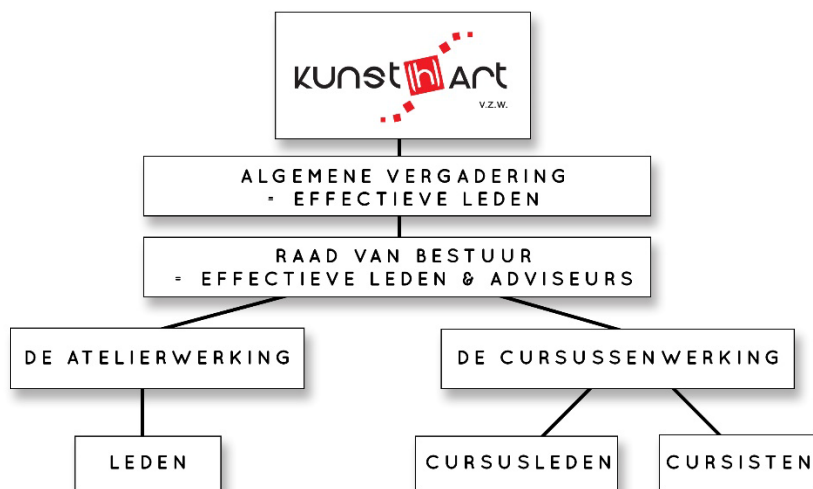 KUNST(h)ART
v.z.w.
ALGEMENE VERGADERING
= EFFECTIEVE LEDEN
RAAD VAN BESTUUR
= EFFECTIEVE LEDEN & ADVISEURS
DE ATELIERWERKING
DE CURSUSSENWERKING
LEDEN
CURSUSLEDEN
CURSISTEN